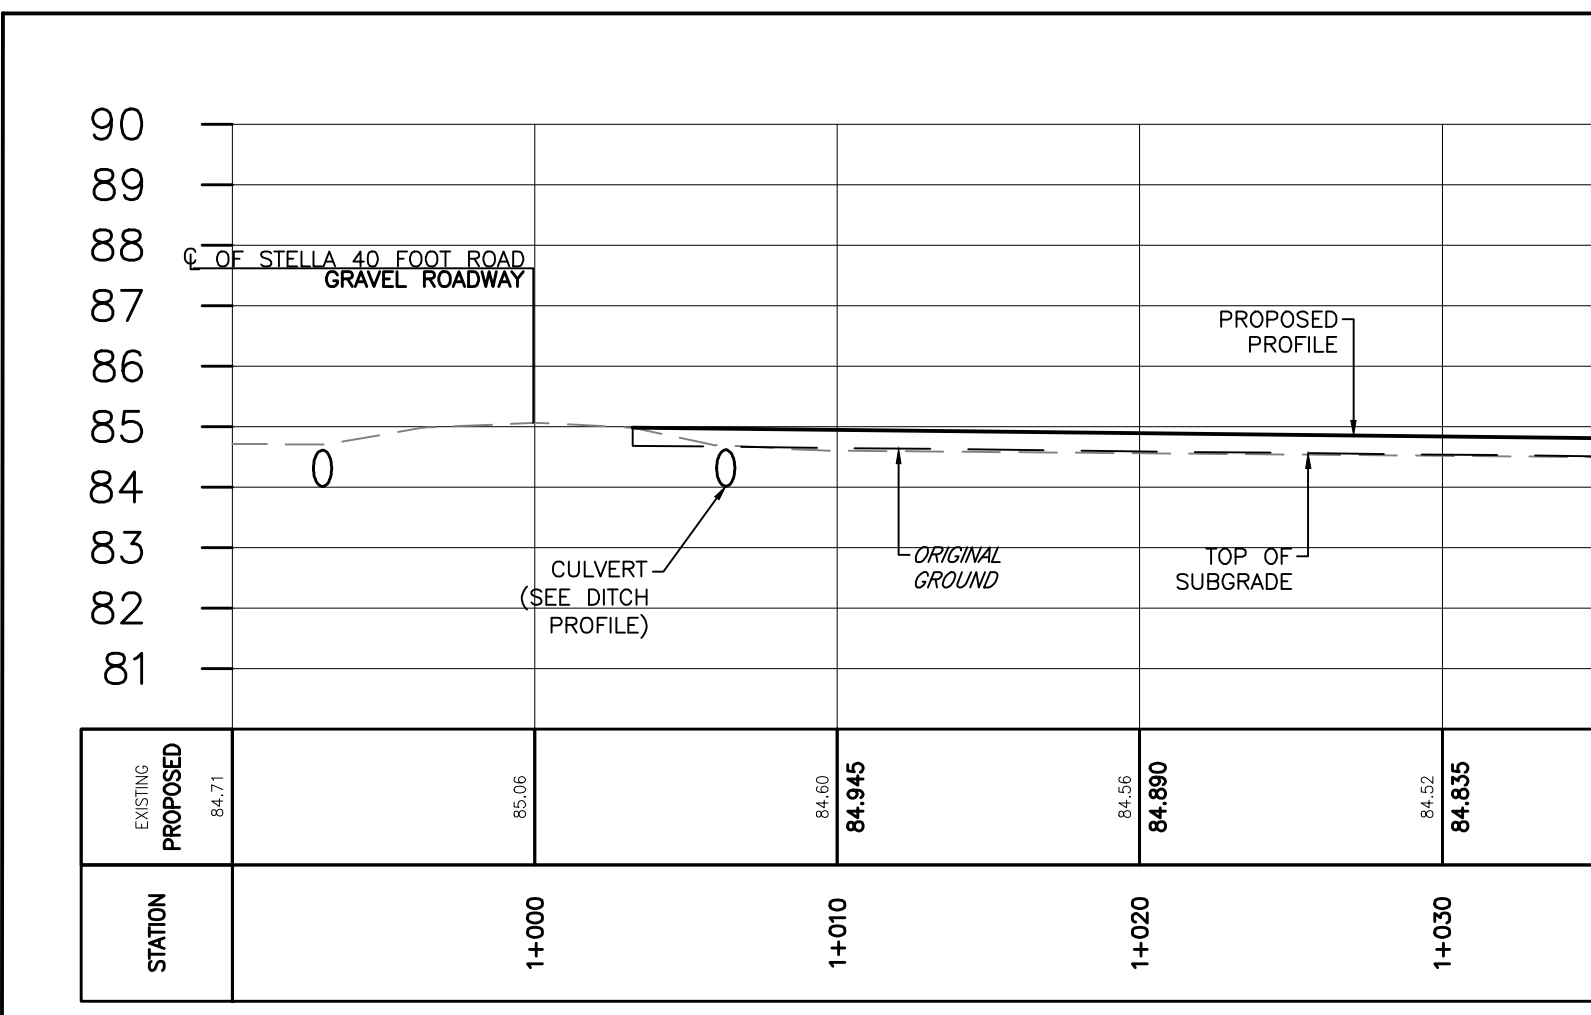 90
89
88
℄ OF STELLA 40 FOOT ROAD
GRAVEL ROADWAY
87
PROPOSED
PROFILE
86
85
84
83
CULVERT
(SEE DITCH
PROFILE)
ORIGINAL
GROUND
TOP OF
SUBGRADE
82
81
EXISTING
PROPOSED
84.71
85.06
84.60
84.945
84.56
84.890
84.52
84.835
STATION
1+000
1+010
1+020
1+030